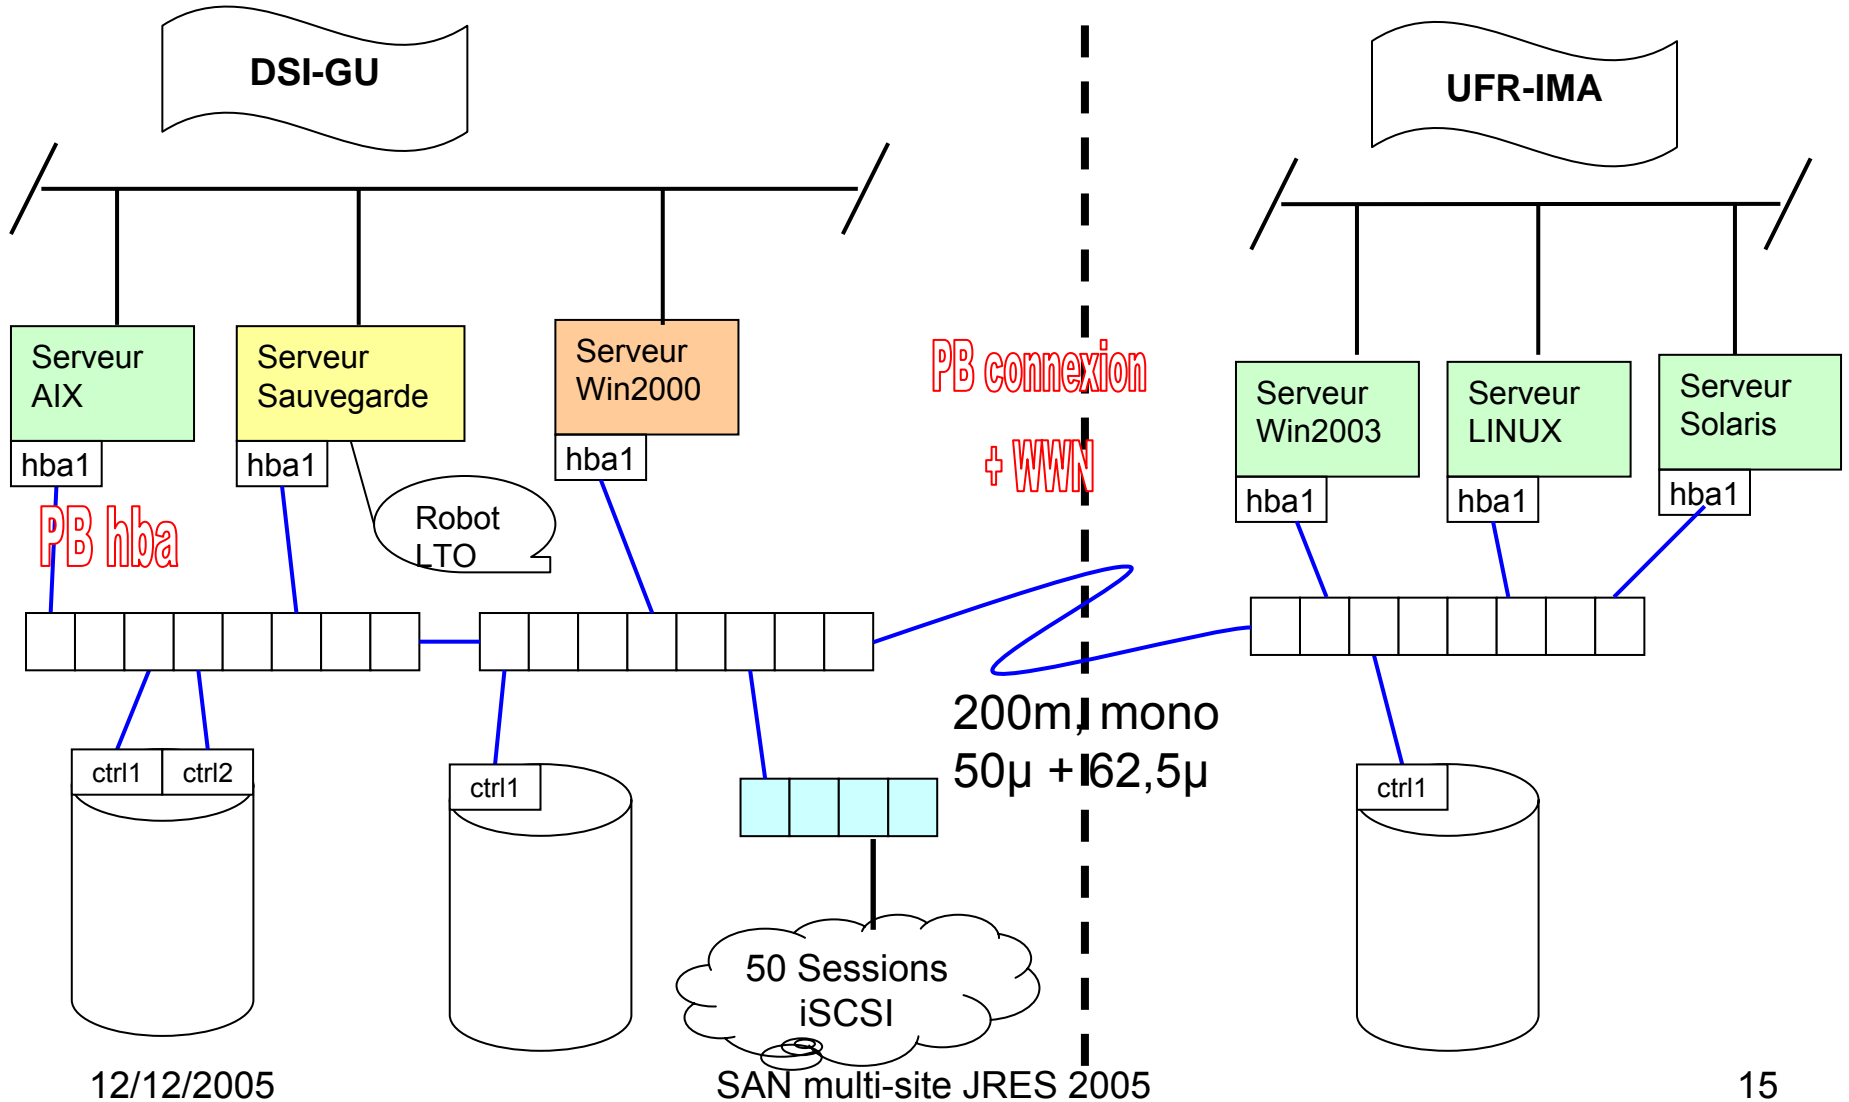 DSI-GU
UFR-IMA
Serveur
AIX
hba1
Serveur
Sauvegarde
hba1
Serveur
Win2000
hba1
PB connexion
+ WWN
Serveur
Win2003
hba1
Serveur
LINUX
hba1
Serveur
Solaris
hba1
PB hba
Robot
LTO
200m, mono
50µ + 62,5µ
ctrl1
ctrl2
ctrl1
ctrl1
50 Sessions
iSCSI
12/12/2005
SAN multi-site JRES 2005
15